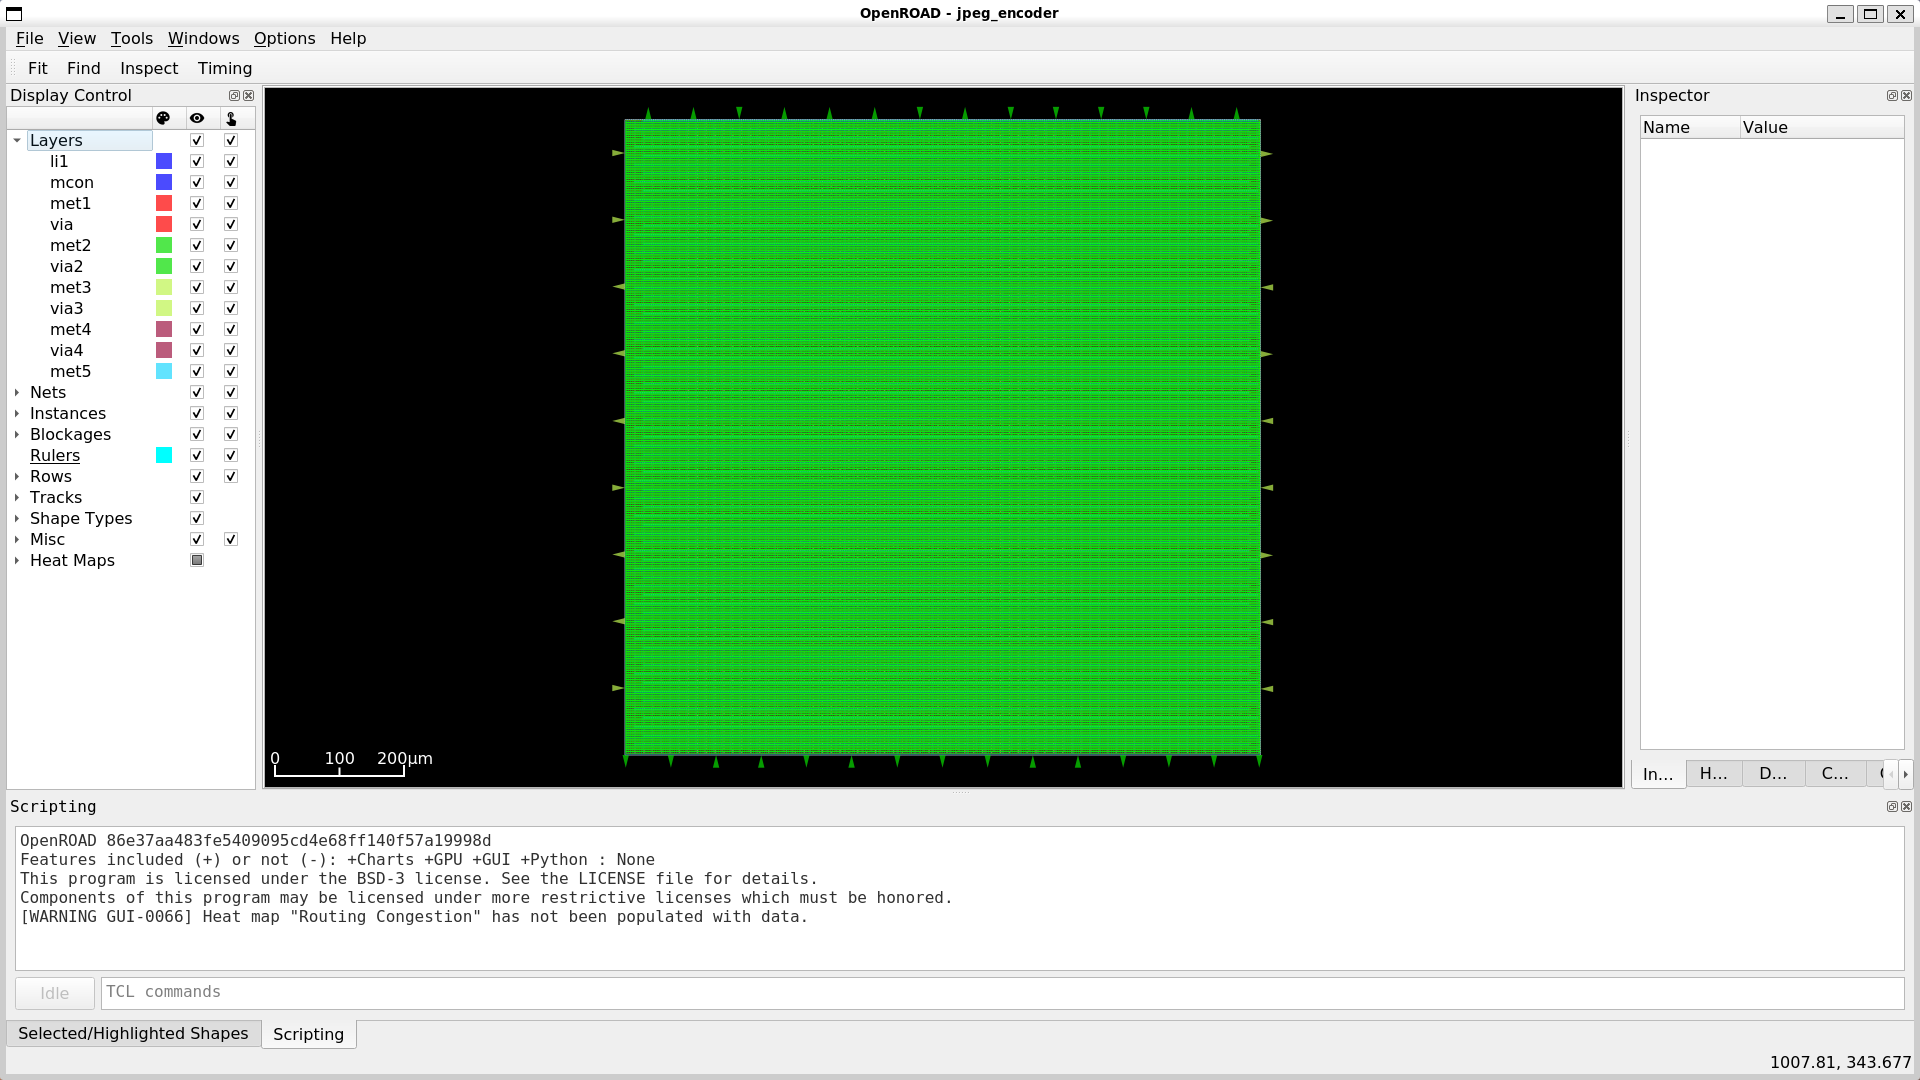 OpenROAD - jpeg_encoder
File View Tools Windows Options Help
Fit Find Inspect Timing
Display Control
Layers
li1
mcon
met1
via
met2
via2
met3
via3
met4
via4
met5
Nets
Instances
Blockages
Rulers
Rows
Tracks
Shape Types
Misc
Heat Maps
0 100 200μm
Inspector
Name Value
In... H... D... C...
Scripting
OpenROAD 86e37aa483fe5409095cd4e68ff140f57a19998d
Features included (+) or not (-): +Charts +GPU +GUI +Python : None
This program is licensed under the BSD-3 license. See the LICENSE file for details.
Components of this program may be licensed under more restrictive licenses which must be honored.
[WARNING GUI-0066] Heat map "Routing Congestion" has not been populated with data.
Idle TCL commands
Selected/Highlighted Shapes Scripting
1007.81, 343.677